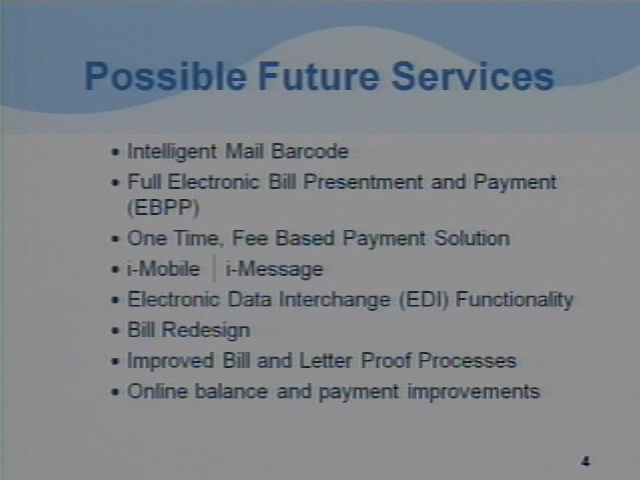 Possible Future Services
• Intelligent Mail Barcode
• Full Electronic Bill Presentment and Payment
(EBPP)
• One Time, Fee Based Payment Solution
• i-Mobile | i-Message
• Electronic Data Interchange (EDI) Functionality
• Bill Redesign
• Improved Bill and Letter Proof Processes
• Online balance and payment improvements
4